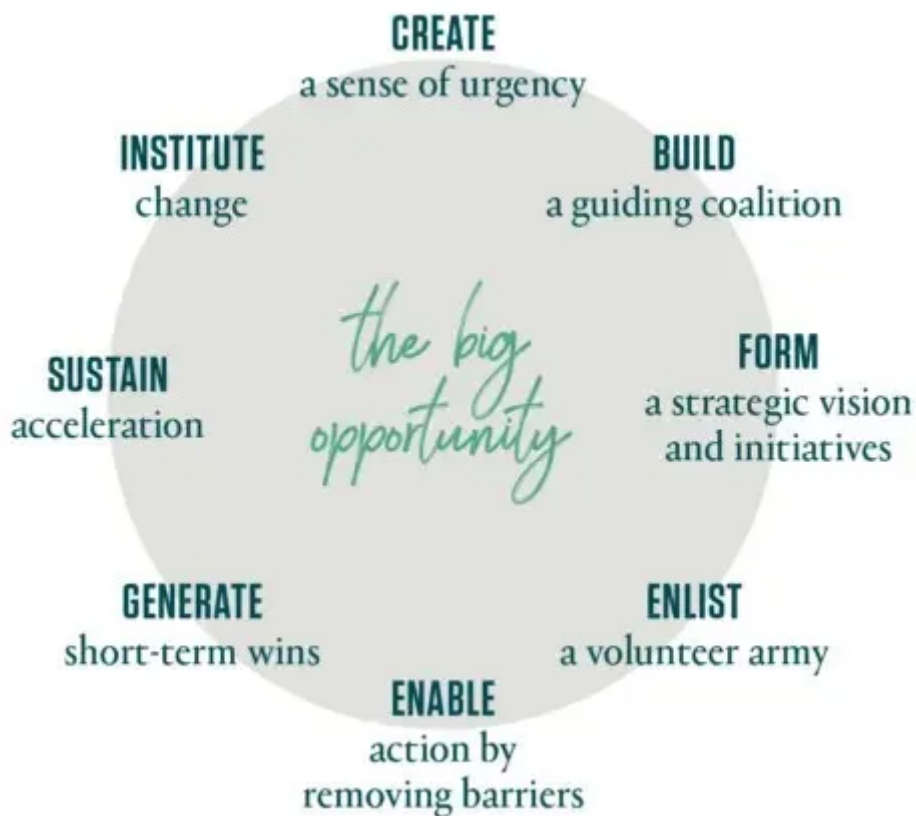 CREATE
a sense of urgency
BUILD
a guiding coalition
FORM
a strategic vision
and initiatives
ENLIST
a volunteer army
ENABLE
action by
removing barriers
GENERATE
short-term wins
SUSTAIN
acceleration
INSTITUTE
change
the big
opportunity